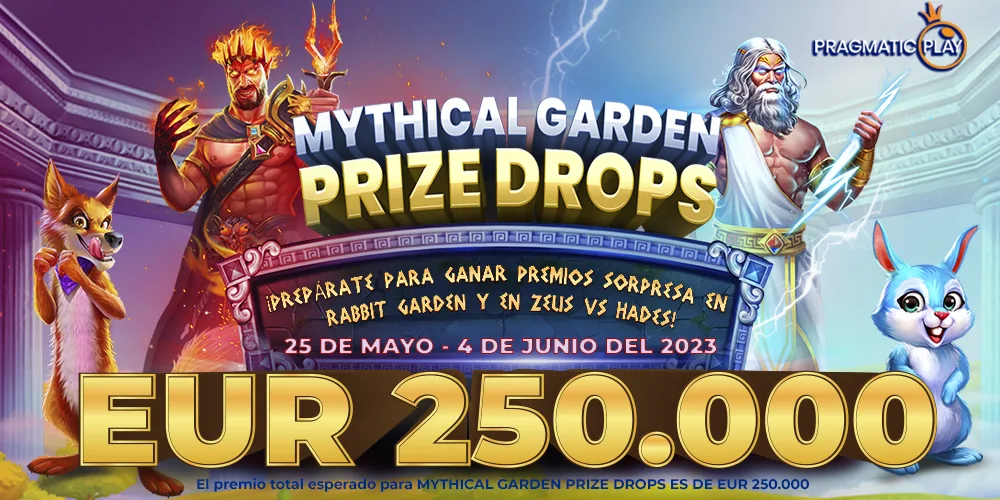 PRAGMATIC PLAY
MYTHICAL GARDEN
PRIZE DROPS
¡PREPÁRATE PARA GANAR PREMIOS SORPRESA EN
RABBIT GARDEN Y EN ZEUS VS HADES!
25 DE MAYO - 4 DE JUNIO DEL 2023
EUR 250.000
El premio total esperado para MYTHICAL GARDEN PRIZE DROPS ES DE EUR 250.000